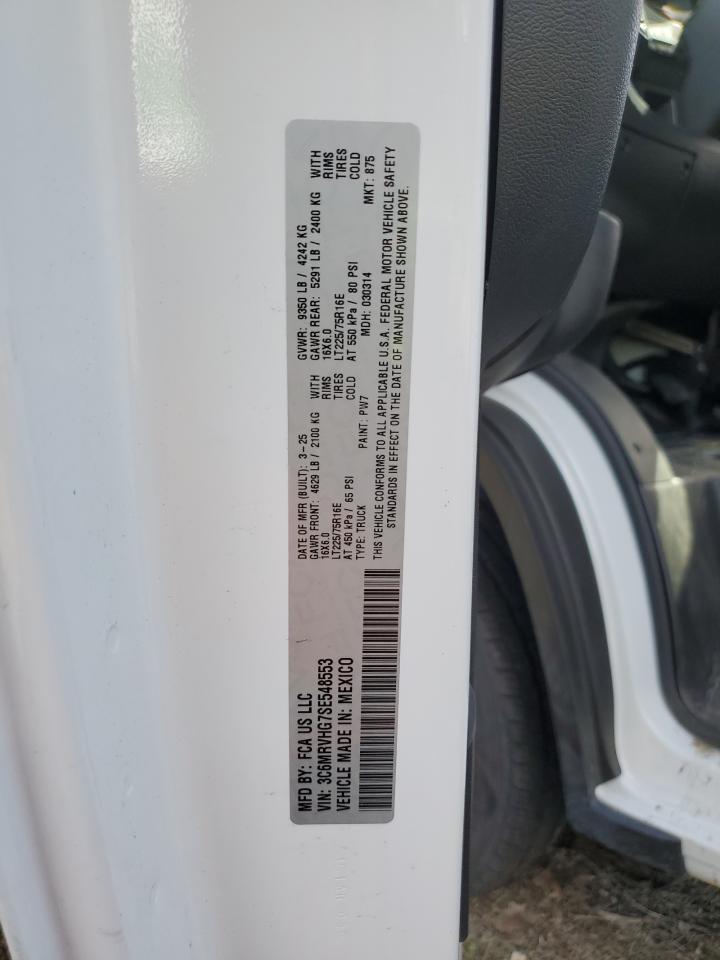 MFD BY: FCA US LLC
VIN: 3C6MRVHG7SE548553
VEHICLE MADE IN: MEXICO
DATE OF MFR (BUILT): 3-25 GVWR: 9350 LB / 4242 KG
GAWR FRONT: 4629 LB / 2100 KG WITH GAWR REAR: 5291 LB / 2400 KG WITH
16X6.0 RIMS 16X6.0 RIMS
LT225/75R16E TIRES LT225/75R16E TIRES
AT 450 kPa / 65 PSI COLD AT 550 kPa / 80 PSI COLD
TYPE: TRUCK PAINT: PW7 MDH: 030314 MKT: 875
THIS VEHICLE CONFORMS TO ALL APPLICABLE U.S.A. FEDERAL MOTOR VEHICLE SAFETY
STANDARDS IN EFFECT ON THE DATE OF MANUFACTURE SHOWN ABOVE.